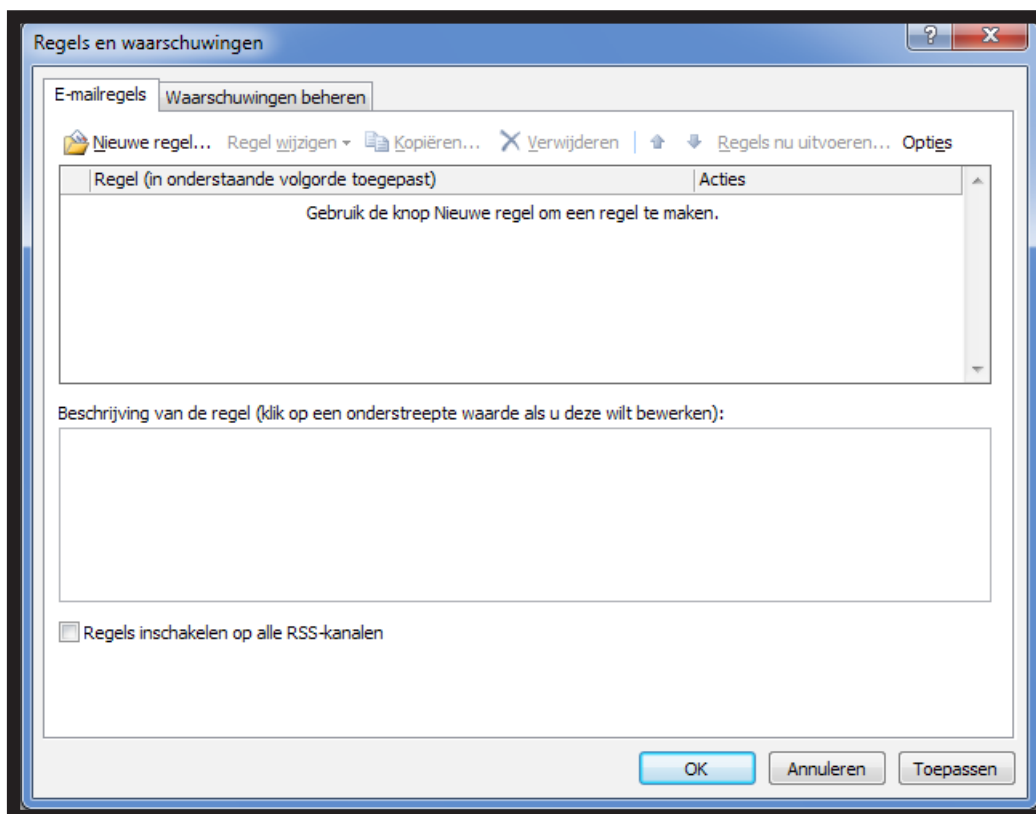 Regels en waarschuwingen
E-mailregels Waarschuwingen beheren
Nieuwe regel... Regel wijzigen Kopiëren... Verwijderen Regels nu uitvoeren... Opties
Regel (in onderstaande volgorde toegepast) Acties
Gebruik de knop Nieuwe regel om een regel te maken.
Beschrijving van de regel (klik op een onderstreepte waarde als u deze wilt bewerken):
Regels inschakelen op alle RSS-kanalen
OK Annuleren Toepassen